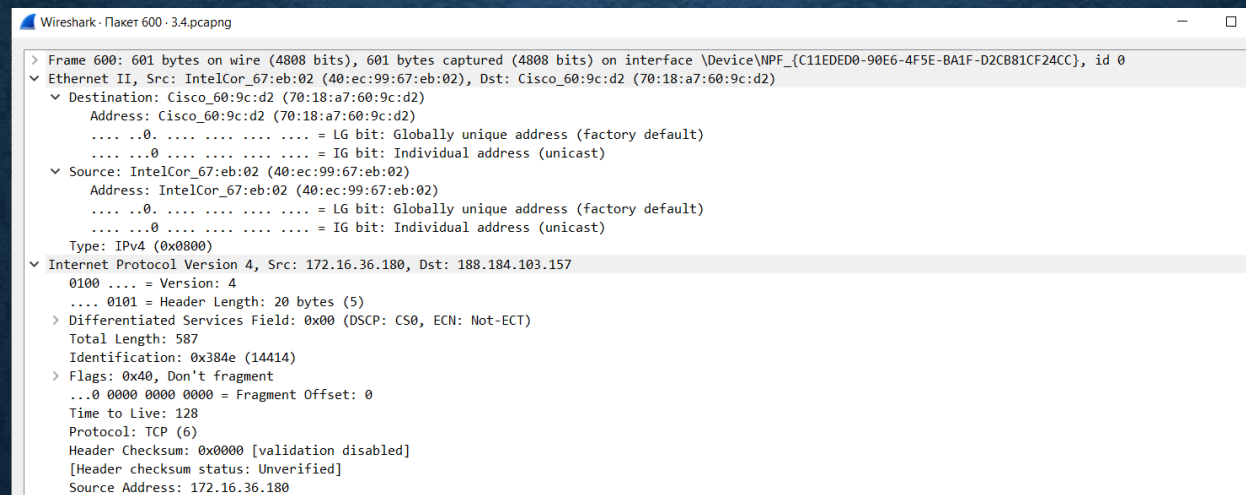 Wireshark · Пакет 600 · 3.4.pcapng
Frame 600: 601 bytes on wire (4808 bits), 601 bytes captured (4808 bits) on interface \Device\NPF_{C11EDED0-90E6-4F5E-BA1F-D2CB81CF24CC}, id 0
Ethernet II, Src: IntelCor_67:eb:02 (40:ec:99:67:eb:02), Dst: Cisco_60:9c:d2 (70:18:a7:60:9c:d2)
Destination: Cisco_60:9c:d2 (70:18:a7:60:9c:d2)
Address: Cisco_60:9c:d2 (70:18:a7:60:9c:d2)
.... ..0. .... .... .... .... = LG bit: Globally unique address (factory default)
.... ...0 .... .... .... .... = IG bit: Individual address (unicast)
Source: IntelCor_67:eb:02 (40:ec:99:67:eb:02)
Address: IntelCor_67:eb:02 (40:ec:99:67:eb:02)
.... ..0. .... .... .... .... = LG bit: Globally unique address (factory default)
.... ...0 .... .... .... .... = IG bit: Individual address (unicast)
Type: IPv4 (0x0800)
Internet Protocol Version 4, Src: 172.16.36.180, Dst: 188.184.103.157
0100 .... = Version: 4
.... 0101 = Header Length: 20 bytes (5)
Differentiated Services Field: 0x00 (DSCP: CS0, ECN: Not-ECT)
Total Length: 587
Identification: 0x384e (14414)
Flags: 0x40, Don't fragment
...0 0000 0000 0000 = Fragment Offset: 0
Time to Live: 128
Protocol: TCP (6)
Header Checksum: 0x0000 [validation disabled]
[Header checksum status: Unverified]
Source Address: 172.16.36.180